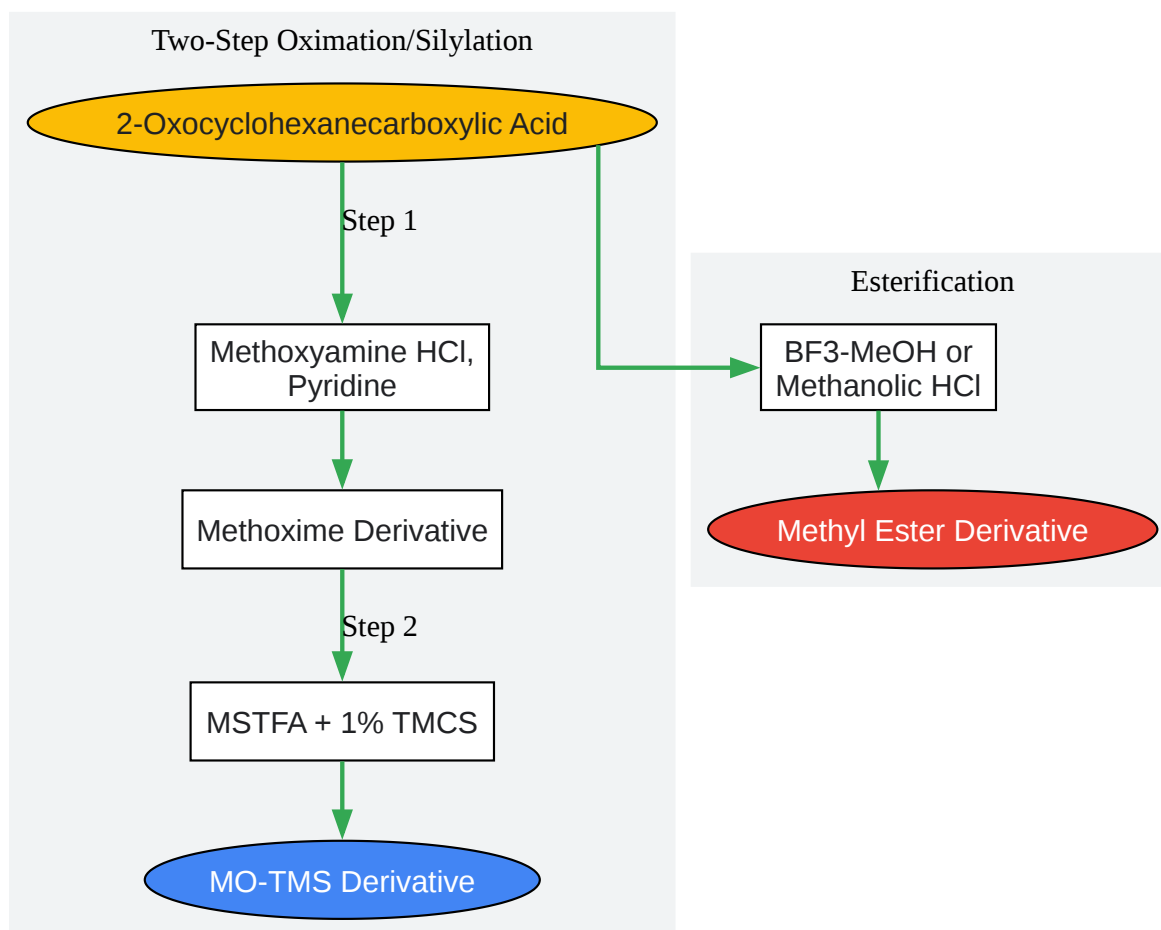 Two-Step Oximation/Silylation
2-Oxocyclohexanecarboxylic Acid
Step 1
Methoxyamine HCl,
Pyridine
Methoxime Derivative
Step 2
MSTFA + 1% TMCS
MO-TMS Derivative
Esterification
BF3-MeOH or
Methanolic HCl
Methyl Ester Derivative